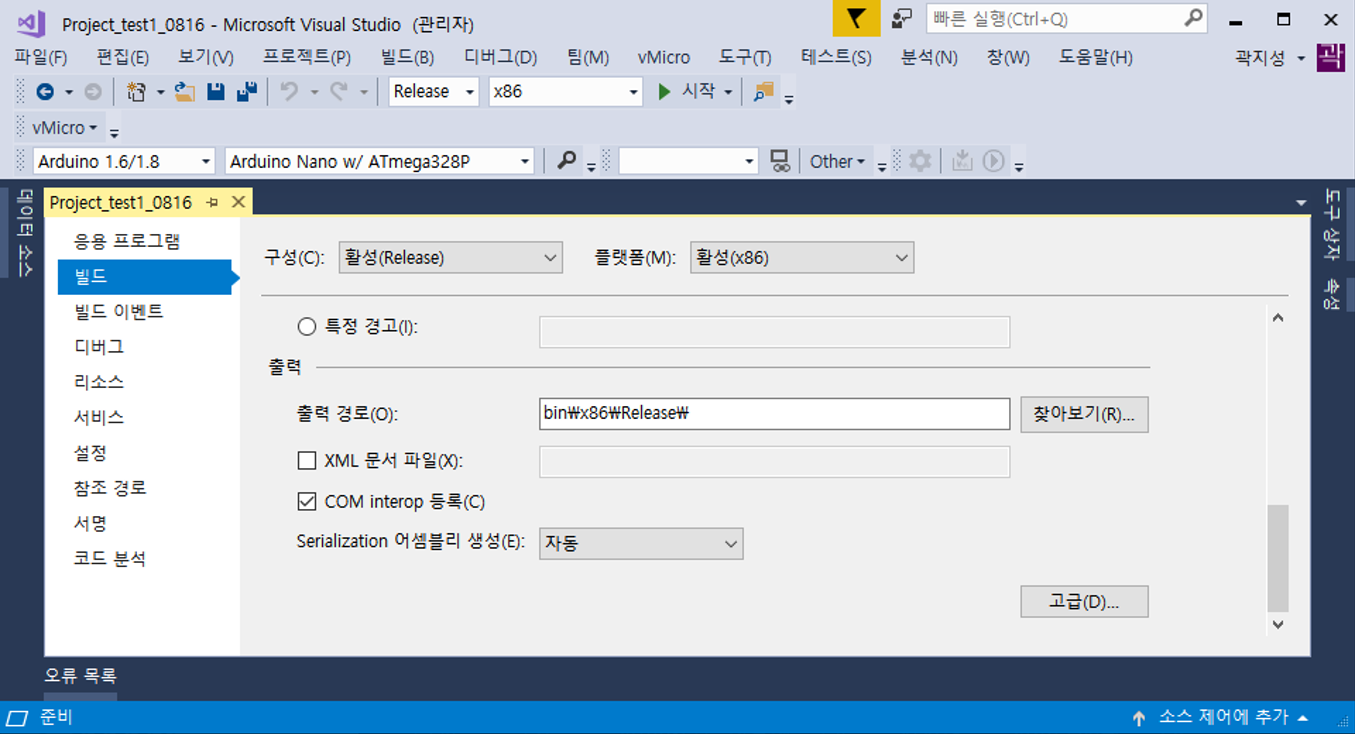 Project_test1_0816 - Microsoft Visual Studio (관리자)
빠른 실행(Ctrl+Q)
파일(F) 편집(E) 보기(V) 프로젝트(P) 빌드(B) 디버그(D) 팀(M) vMicro 도구(T) 테스트(S) 분석(N) 창(W) 도움말(H) 곽지성 곽
Release x86 시작
vMicro
Arduino 1.6/1.8 Arduino Nano w/ ATmega328P Other
데이터 소스
Project_test1_0816
도구 상자
속성
응용 프로그램
빌드
빌드 이벤트
디버그
리소스
서비스
설정
참조 경로
서명
코드 분석
구성(C): 활성(Release) 플랫폼(M): 활성(x86)
특정 경고(I):
출력
출력 경로(O): bin₩x86₩Release₩ 찾아보기(R)...
XML 문서 파일(X):
COM interop 등록(C)
Serialization 어셈블리 생성(E): 자동
고급(D)...
오류 목록
준비 소스 제어에 추가